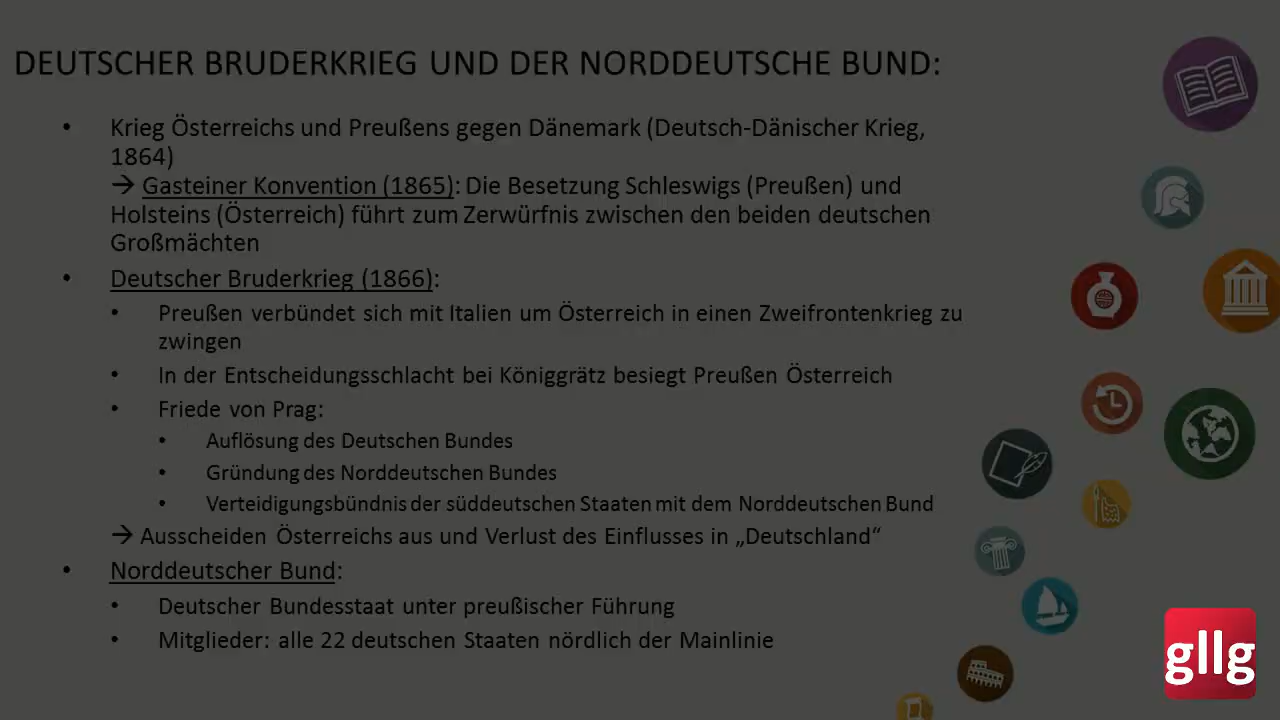 DEUTSCHER BRUDERKRIEG UND DER NORDDEUTSCHE BUND:
• Krieg Österreichs und Preußens gegen Dänemark (Deutsch-Dänischer Krieg,
1864)
→ Gasteiner Konvention (1865): Die Besetzung Schleswigs (Preußen) und
Holsteins (Österreich) führt zum Zerwürfnis zwischen den beiden deutschen
Großmächten
• Deutscher Bruderkrieg (1866):
• Preußen verbündet sich mit Italien um Österreich in einen Zweifrontenkrieg zu
zwingen
• In der Entscheidungsschlacht bei Königgrätz besiegt Preußen Österreich
• Friede von Prag:
• Auflösung des Deutschen Bundes
• Gründung des Norddeutschen Bundes
• Verteidigungsbündnis der süddeutschen Staaten mit dem Norddeutschen Bund
→ Ausscheiden Österreichs aus und Verlust des Einflusses in „Deutschland“
• Norddeutscher Bund:
• Deutscher Bundesstaat unter preußischer Führung
• Mitglieder: alle 22 deutschen Staaten nördlich der Mainlinie
gllg